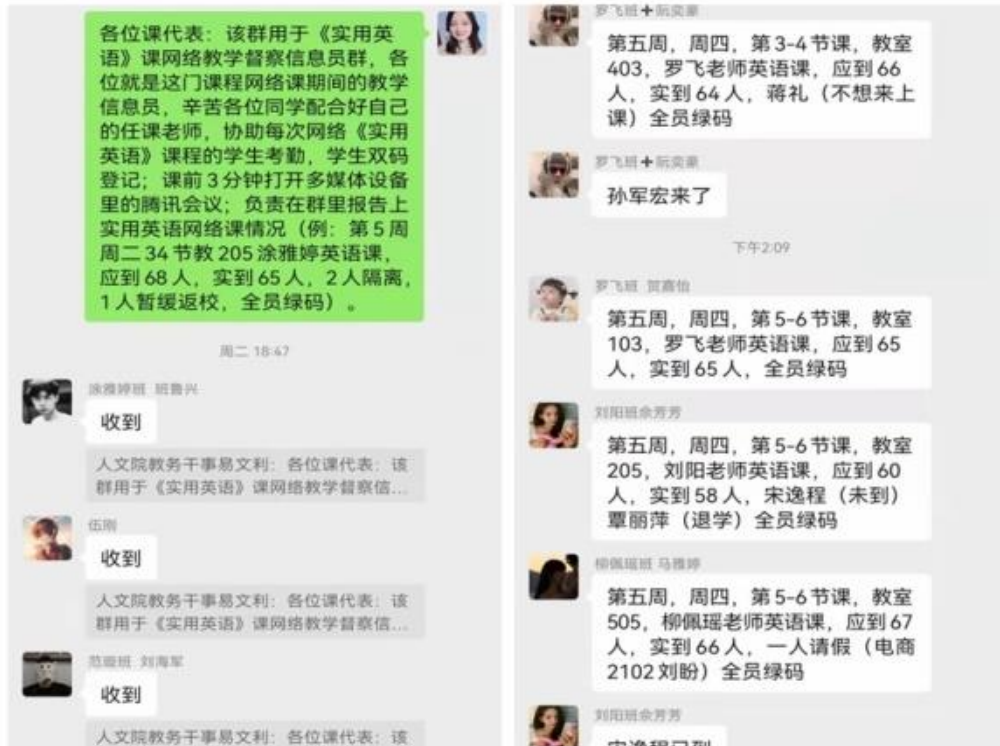 各位课代表：该群用于《实用英
语》课网络教学督察信息员群，各
位就是这门课程网络课期间的教学
信息员，辛苦各位同学配合好自己
的任课老师，协助每次网络《实用
英语》课程的学生考勤，学生双码
登记；课前3分钟打开多媒体设备
里的腾讯会议；负责在群里报告上
实用英语网络课情况（例：第5周
周二34节教205涂雅婷英语课，
应到68人，实到65人，2人隔离，
1人暂缓返校，全员绿码）。
周二 18:47
涂雅婷班 班鲁兴
收到
人文院教务干事易文利：各位课代表：该
群用于《实用英语》课网络教学督察信...
伍刚
收到
人文院教务干事易文利：各位课代表：该
群用于《实用英语》课网络教学督察信...
范璇班 刘海军
收到
人文院教务干事易文利：各位课代表：该
罗飞班✚阮奕豪
第五周，周四，第3-4节课，教室
403，罗飞老师英语课，应到66
人，实到64人，蒋礼（不想来上
课）全员绿码
罗飞班✚阮奕豪
孙军宏来了
下午2:09
罗飞班 贺嘉怡
第五周，周四，第5-6节课，教室
103，罗飞老师英语课，应到65
人，实到65人，全员绿码
刘阳班佘芳芳
第五周，周四，第5-6节课，教室
205，刘阳老师英语课，应到60
人，实到58人，宋逸程（未到）
覃丽萍（退学）全员绿码
柳佩瑶班 马雅婷
第五周，周四，第5-6节课，教室
505，柳佩瑶老师英语课，应到67
人，实到66人，一人请假（电商
2102刘盼）全员绿码
刘阳班佘芳芳
宋逸程已到